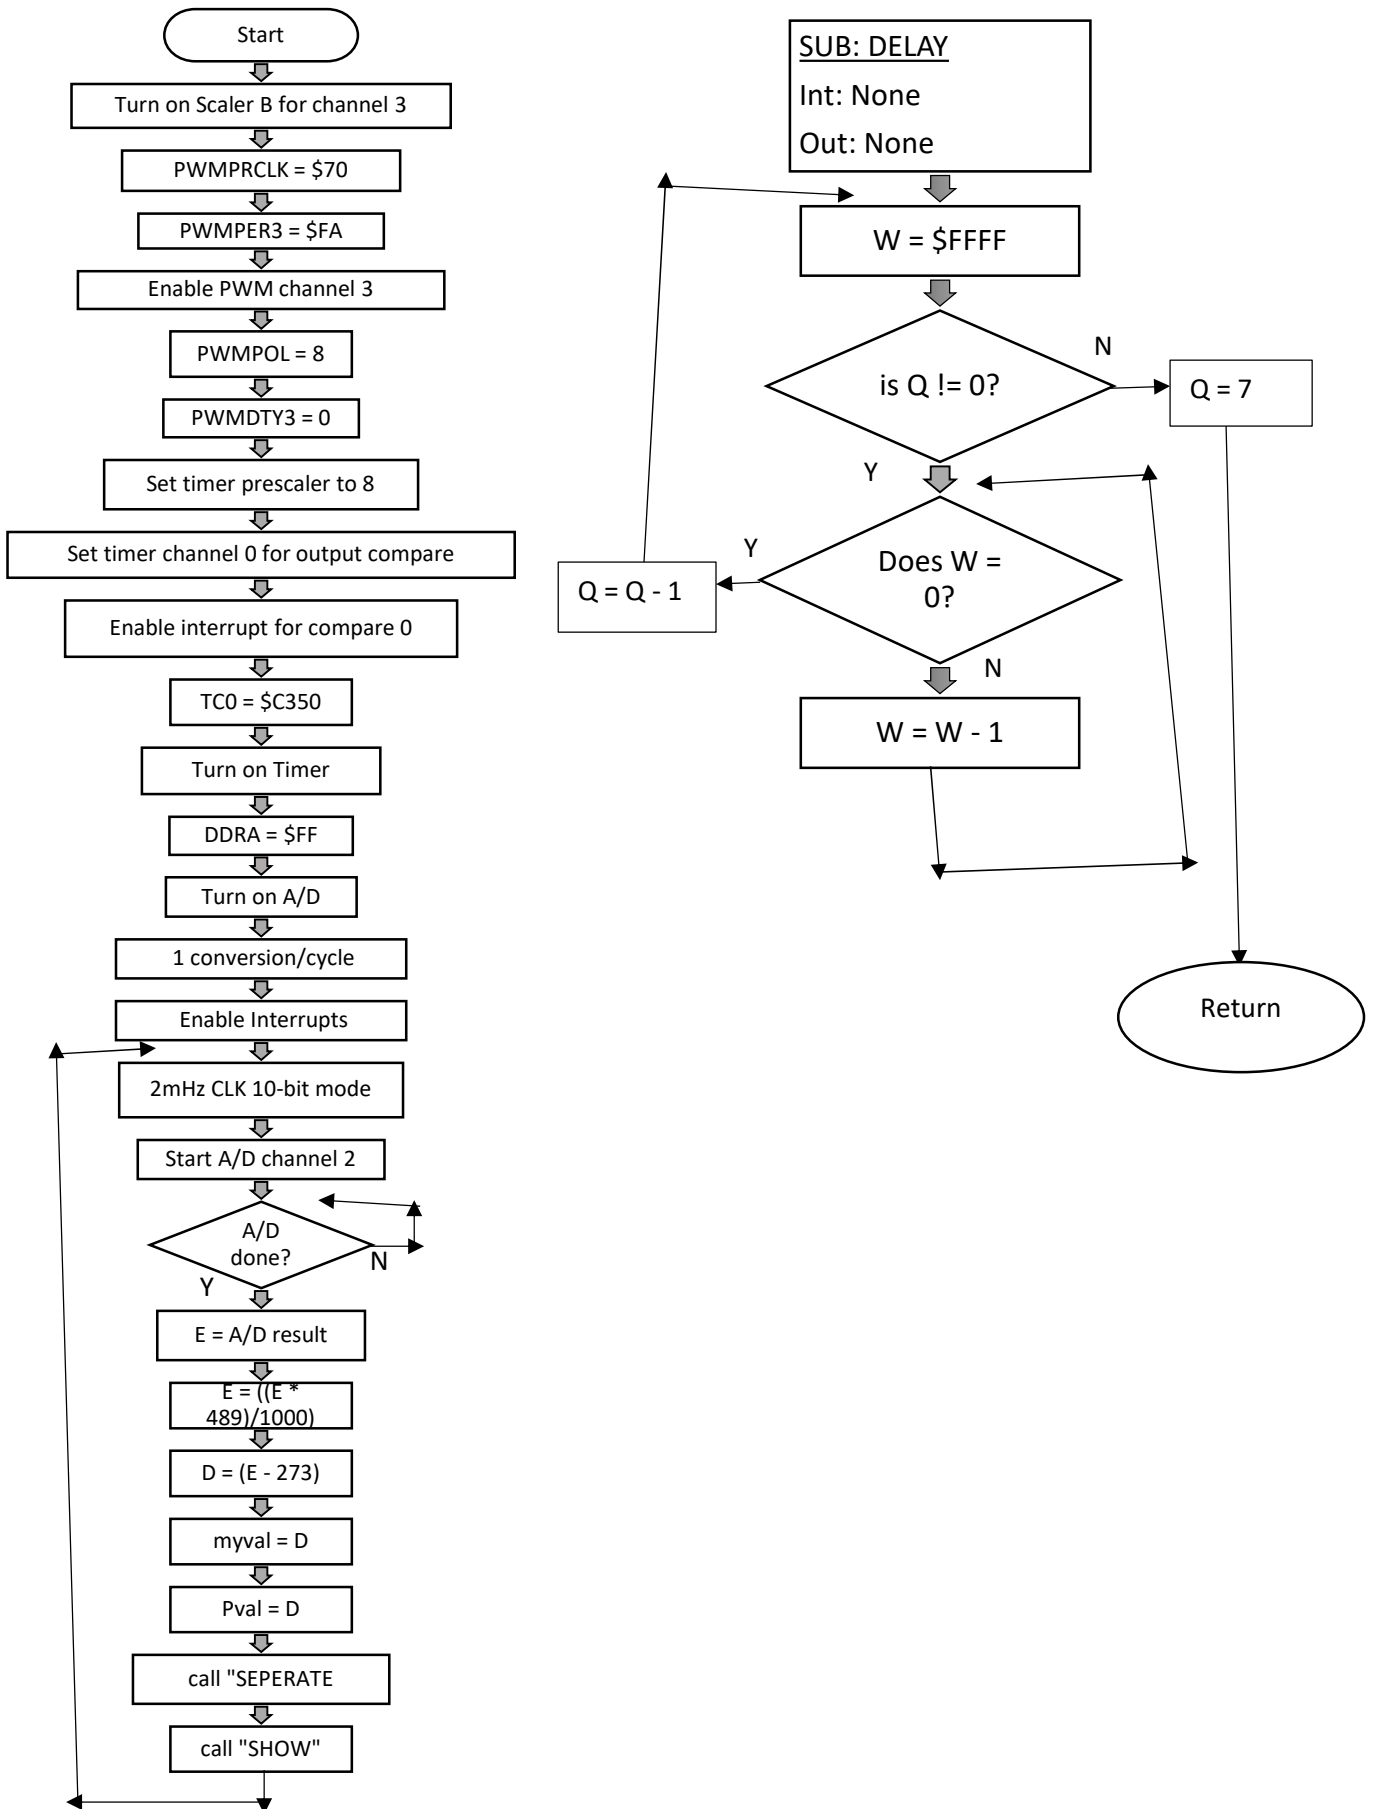 Start
Turn on Scaler B for channel 3
PWMPRCLK = $70
PWMPER3 = $FA
Enable PWM channel 3
PWMPOL = 8
PWMDTY3 = 0
Set timer prescaler to 8
Set timer channel 0 for output compare
Enable interrupt for compare 0
TC0 = $C350
Turn on Timer
DDRA = $FF
Turn on A/D
1 conversion/cycle
Enable Interrupts
2mHz CLK 10-bit mode
Start A/D channel 2
A/D
done?
N
Y
E = A/D result
E = ((E *
489)/1000)
D = (E - 273)
myval = D
Pval = D
call "SEPERATE
call "SHOW"
SUB: DELAY
Int: None
Out: None
W = $FFFF
is Q != 0?
N
Q = 7
Y
Does W =
0?
Y
Q = Q - 1
N
W = W - 1
Return